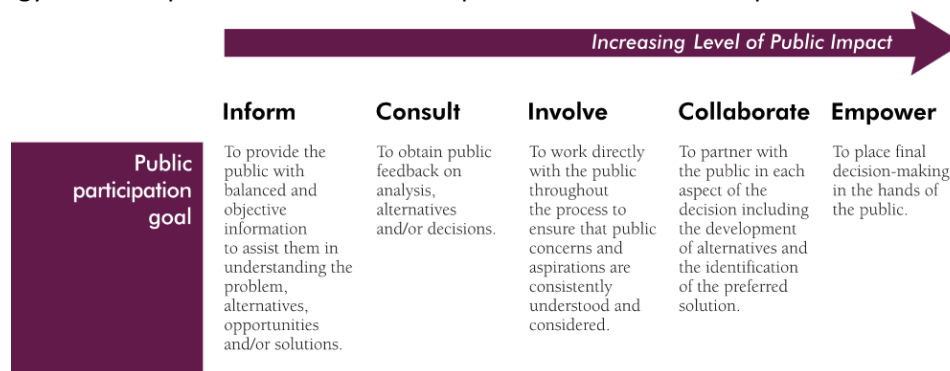 Increasing Level of Public Impact
Inform
Consult
Involve
Collaborate
Empower
Public
participation
goal
To provide the
public with
balanced and
objective
information
to assist them in
understanding the
problem,
alternatives,
opportunities
and/or solutions.
To obtain public
feedback on
analysis,
alternatives
and/or decisions.
To work directly
with the public
throughout
the process to
ensure that public
concerns and
aspirations are
consistently
understood and
considered.
To partner with
the public in each
aspect of the
decision including
the development
of alternatives and
the identification
of the preferred
solution.
To place final
decision-making
in the hands of
the public.